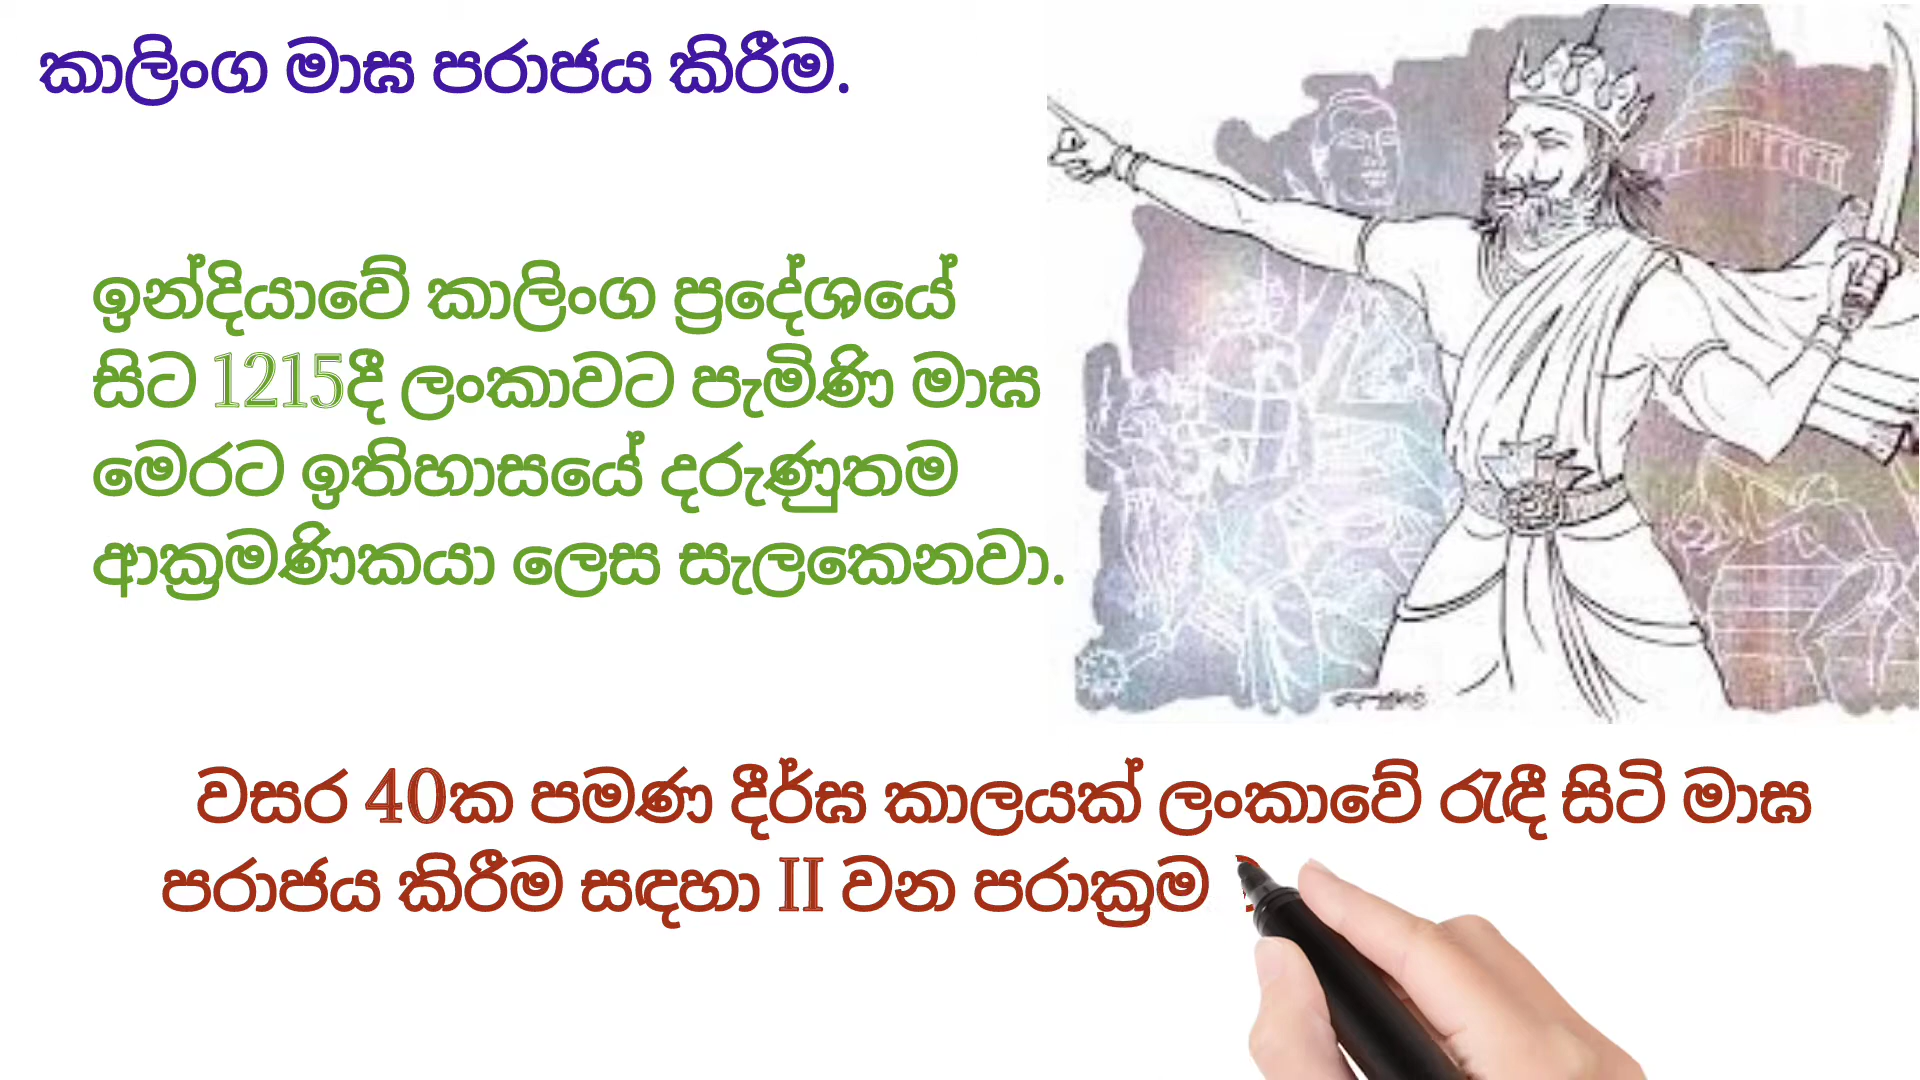 කාලිංග මාඝ පරාජය කිරීම.
ඉන්දියාවේ කාලිංග ප්‍රදේශයේ
සිට 1215දී ලංකාවට පැමිණි මාඝ
මෙරට ඉතිහාසයේ දරුණුතම
ආක්‍රමණිකයා ලෙස සැලකෙනවා.
වසර 40ක පමණ දීර්ඝ කාලයක් ලංකාවේ රැඳී සිටි මාඝ
පරාජය කිරීම සඳහා II වන පරාක්‍රම